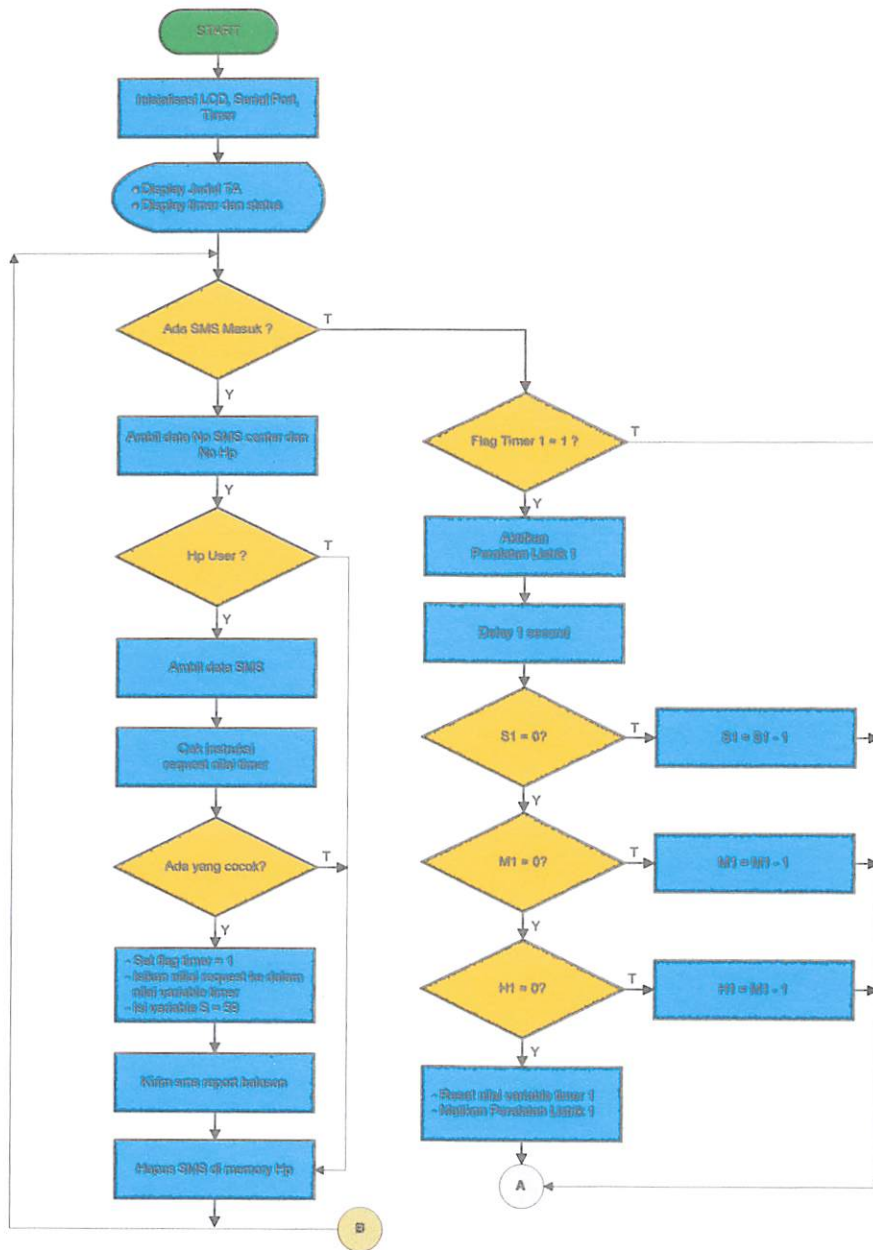 START
Inisialisasi LCD, Serial Port,
Timer
• Display Judul TA
• Display timer dan status
Ada SMS Masuk ?
T
Y
Ambil data No SMS center dan
No Hp
Y
Hp User ?
T
Y
Ambil data SMS
Cek instruksi
request nilai timer
Ada yang cocok?
T
Y
- Set flag timer = 1
- Isikan nilai request ke dalam
nilai variable timer
- Isi variable S = 59
Kirim sms report balasan
Hapus SMS di memory Hp
B
Flag Timer 1 = 1 ?
T
Y
Aktifkan
Peralatan Listrik 1
Delay 1 second
S1 = 0?
T
S1 = S1 - 1
Y
M1 = 0?
T
M1 = M1 - 1
Y
H1 = 0?
T
H1 = M1 - 1
Y
- Reset nilai variable timer 1
- Matikan Peralatan Listrik 1
A